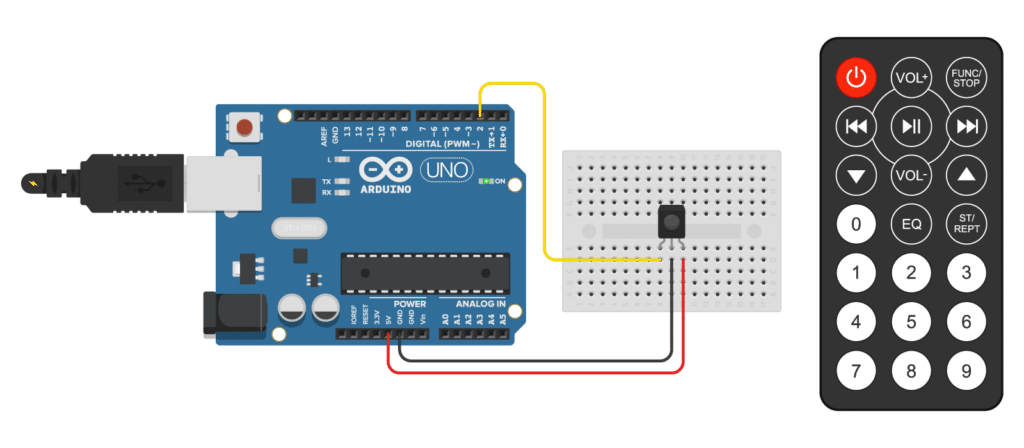 AREF
GND
13
12
~11
~10
~9
8
7
~6
~5
4
~3
2
TX→1
RX←0
DIGITAL (PWM~)
L
TX
RX
UNO
ARDUINO
ON
POWER
ANALOG IN
IOREF
RESET
3.3V
5V
GND
GND
Vin
A0
A1
A2
A3
A4
A5
VOL+
FUNC/
STOP
VOL-
0
EQ
ST/
REPT
1
2
3
4
5
6
7
8
9